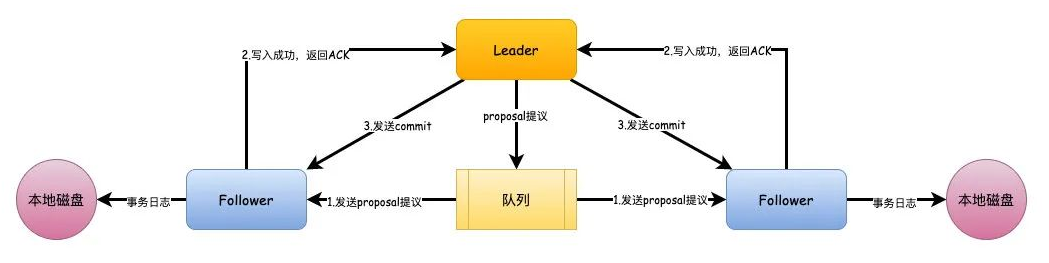 Leader
2.写入成功，返回ACK
2.写入成功，返回ACK
3.发送commit
proposal提议
3.发送commit
本地磁盘
事务日志
Follower
1.发送proposal提议
队列
1.发送proposal提议
Follower
事务日志
本地磁盘